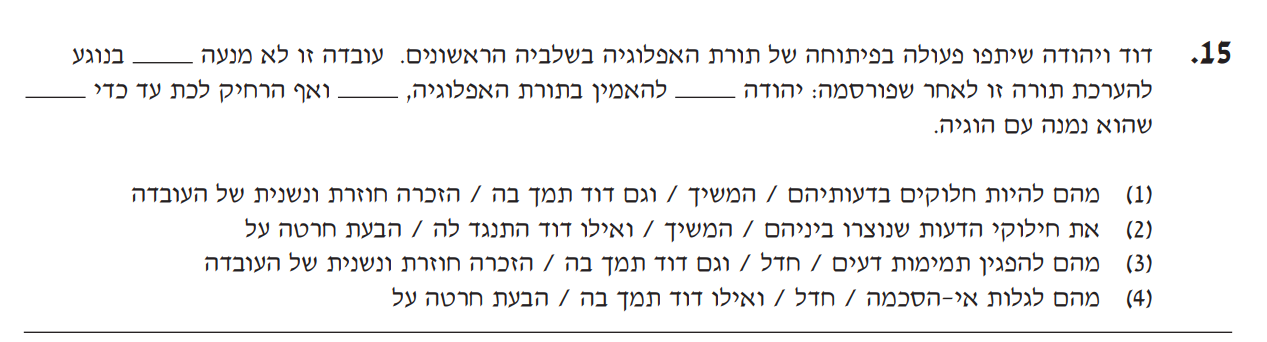 15. דוד ויהודה שיתפו פעולה בפיתוחה של תורת האפלוגיה בשלביה הראשונים. עובדה זו לא מנעה _____ בנוגע
להערכת תורה זו לאחר שפורסמה: יהודה _____ להאמין בתורת האפלוגיה, _____ ואף הרחיק לכת עד כדי _____
שהוא נמנה עם הוגיה.
(1) מהם להיות חלוקים בדעותיהם / המשיך / וגם דוד תמך בה / הזכרה חוזרת ונשנית של העובדה
(2) את חילוקי הדעות שנוצרו ביניהם / המשיך / ואילו דוד התנגד לה / הבעת חרטה על
(3) מהם להפגין תמימות דעים / חדל / וגם דוד תמך בה / הזכרה חוזרת ונשנית של העובדה
(4) מהם לגלות אי-הסכמה / חדל / ואילו דוד תמך בה / הבעת חרטה על